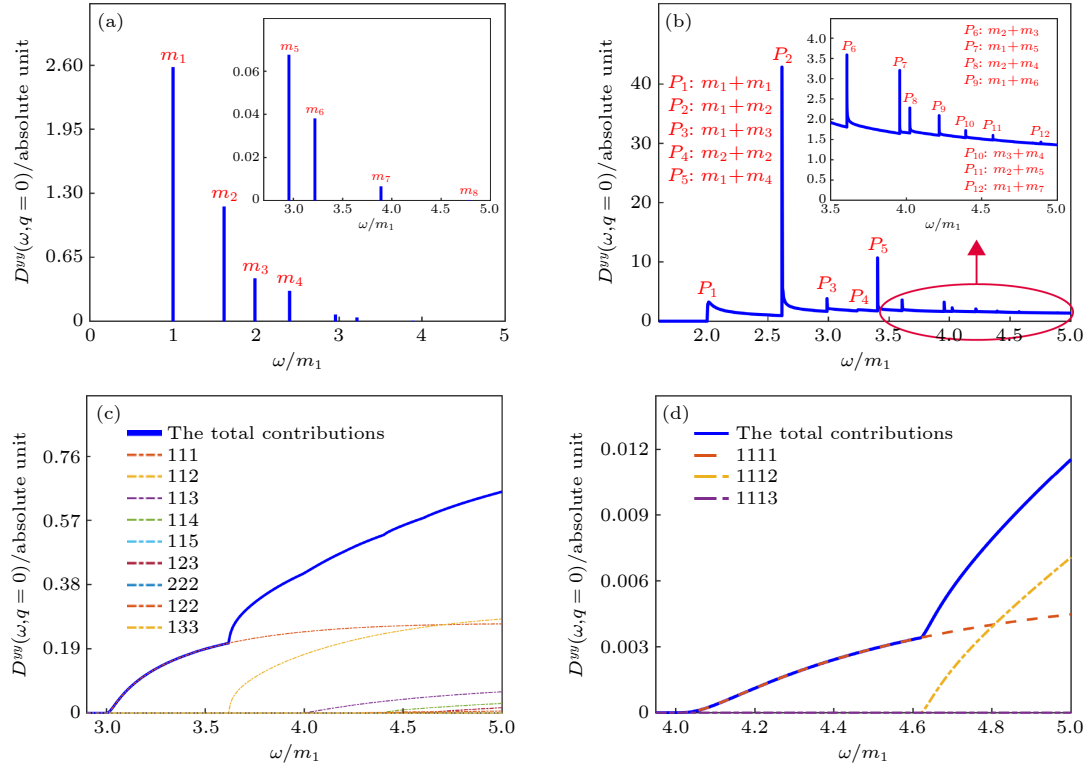 (a)
D^{yy}(ω,q = 0)/absolute unit
2.60
1.95
1.30
0.65
0
m₁
m₂
m₃
m₄
0 1 2 3 4 5
ω/m₁
0.06
0.04
0.02
0
m₅
m₆
m₇
m₈
3.0 3.5 4.0 4.5 5.0
ω/m₁
(b)
D^{yy}(ω,q = 0)/absolute unit
40
30
20
10
0
P₁: m₁+m₁
P₂: m₁+m₂
P₃: m₁+m₃
P₄: m₂+m₂
P₅: m₁+m₄
P₁
P₂
P₃
P₄
P₅
2.0 2.5 3.0 3.5 4.0 4.5 5.0
ω/m₁
4.0
3.5
3.0
2.5
2.0
1.5
1.0
0.5
0
P₆: m₂+m₃
P₇: m₁+m₅
P₈: m₂+m₄
P₉: m₁+m₆
P₆
P₇
P₈
P₉
P₁₀
P₁₁
P₁₂
P₁₀: m₃+m₄
P₁₁: m₂+m₅
P₁₂: m₁+m₇
3.5 4.0 4.5 5.0
ω/m₁
(c)
D^{yy}(ω,q = 0)/absolute unit
0.76
0.57
0.38
0.19
0
The total contributions
111
112
113
114
115
123
222
122
133
3.0 3.5 4.0 4.5 5.0
ω/m₁
(d)
D^{yy}(ω,q = 0)/absolute unit
0.012
0.009
0.006
0.003
0
The total contributions
1111
1112
1113
4.0 4.2 4.4 4.6 4.8 5.0
ω/m₁